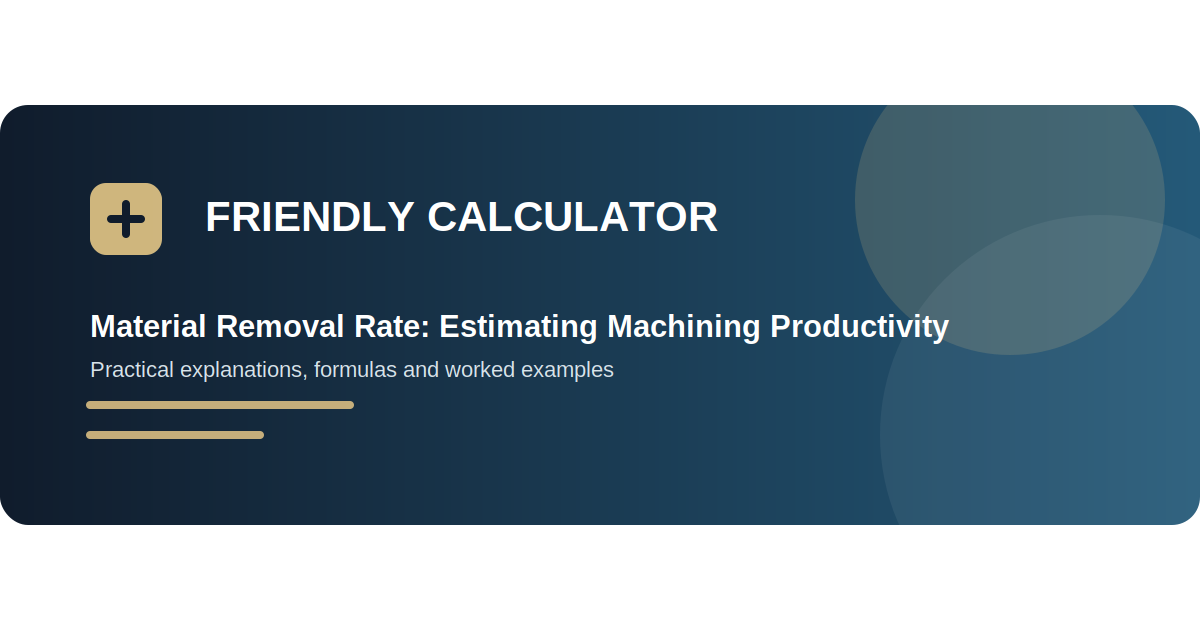 FRIENDLY CALCULATOR
Material Removal Rate: Estimating Machining Productivity
Practical explanations, formulas and worked examples